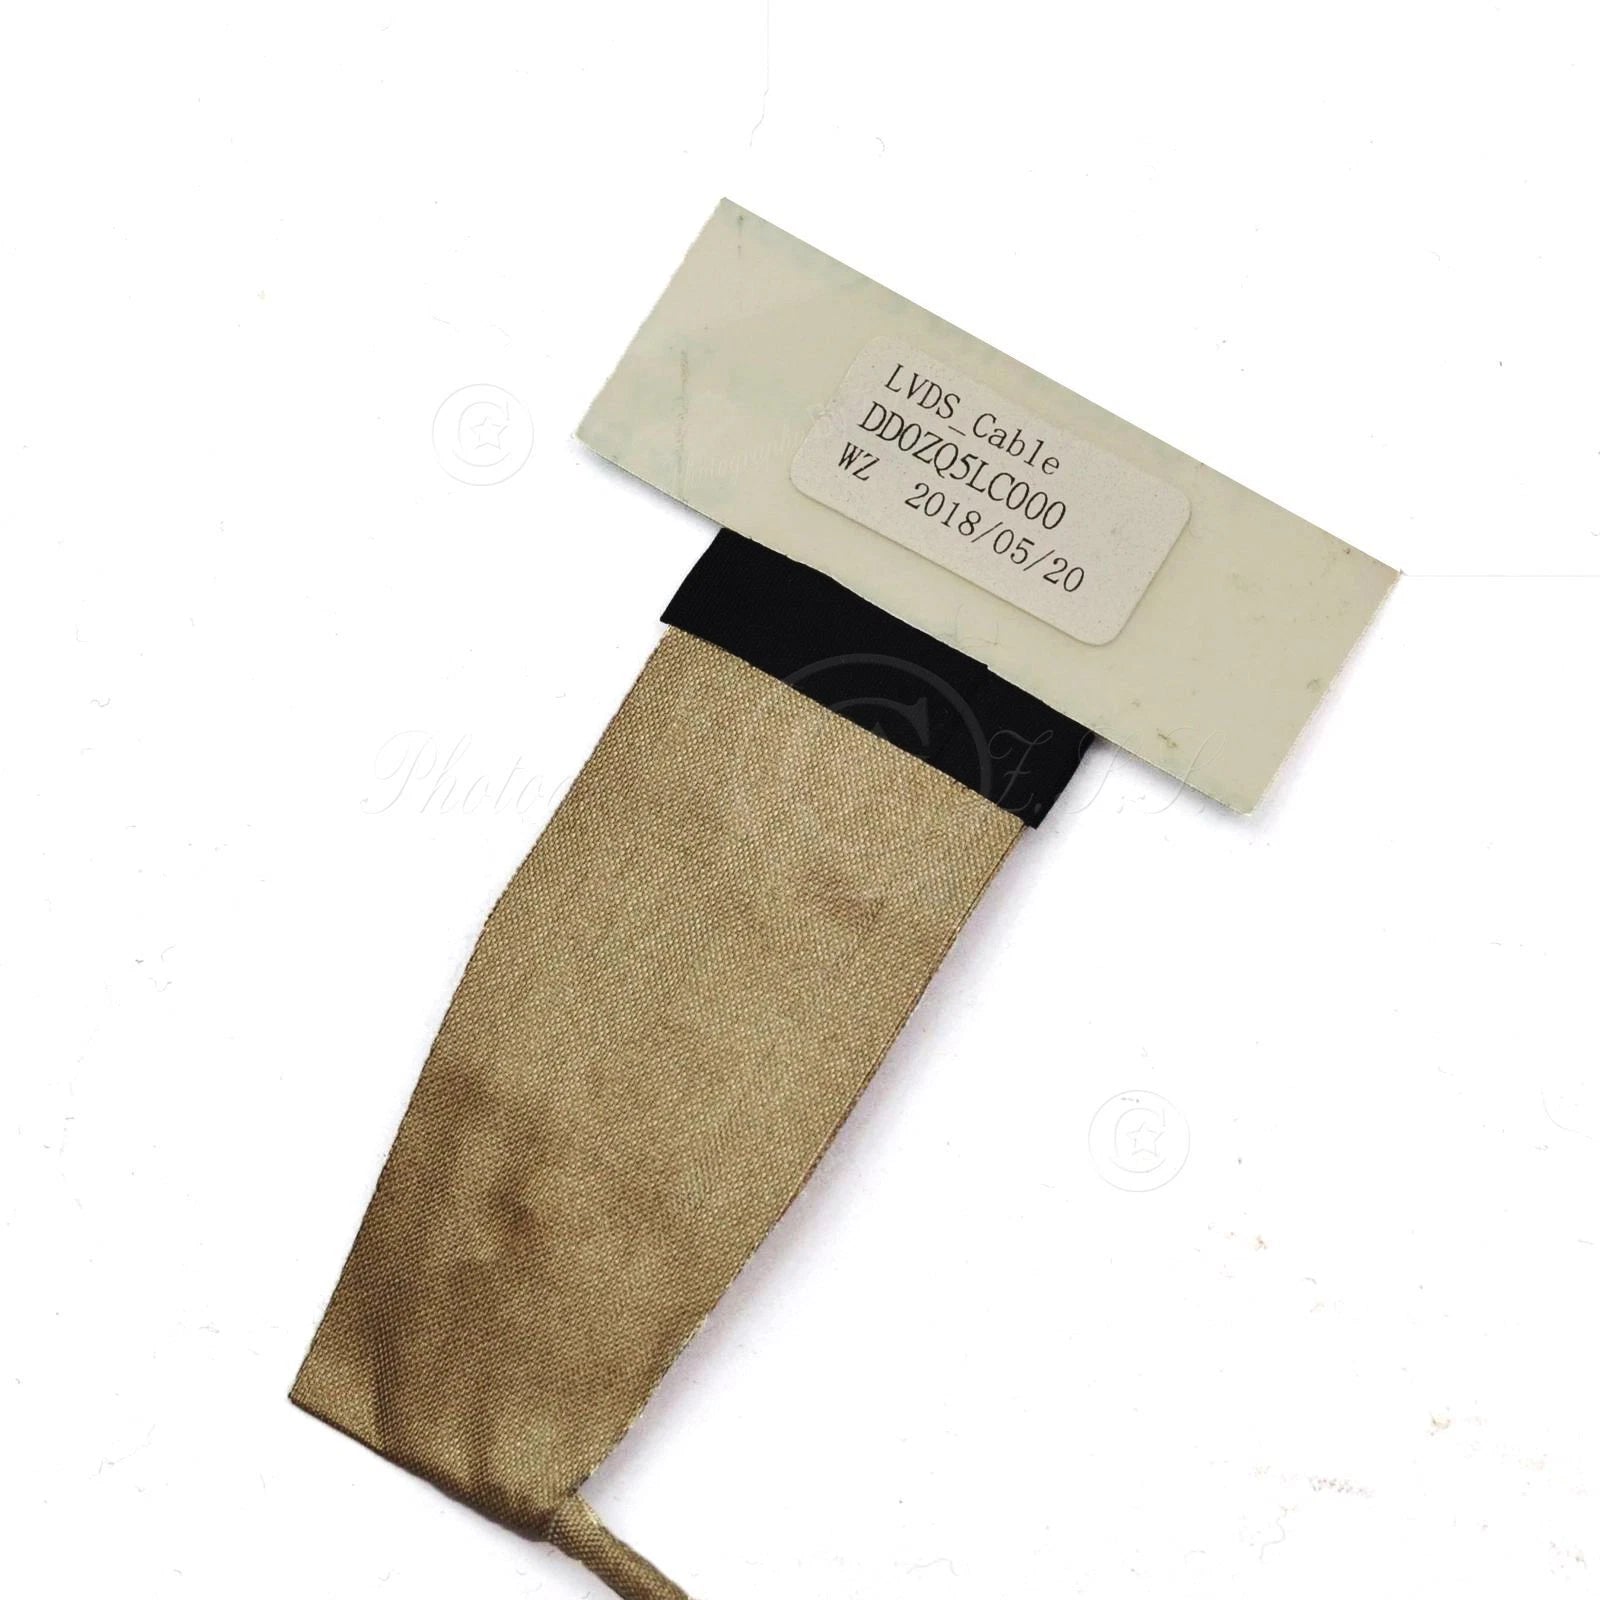 LVDS_Cable
DD0ZQ5LC000
WZ 2018/05/20
Z.F.S.